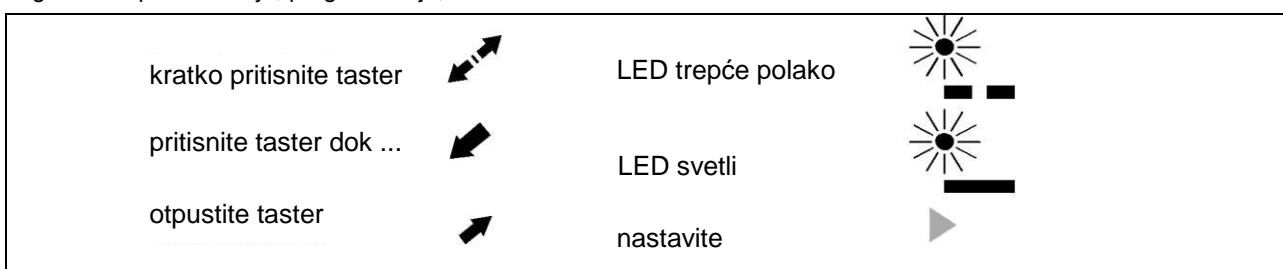 kratko pritisnite taster
LED trepće polako
pritisnite taster dok ...
LED svetli
otpustite taster
nastavite